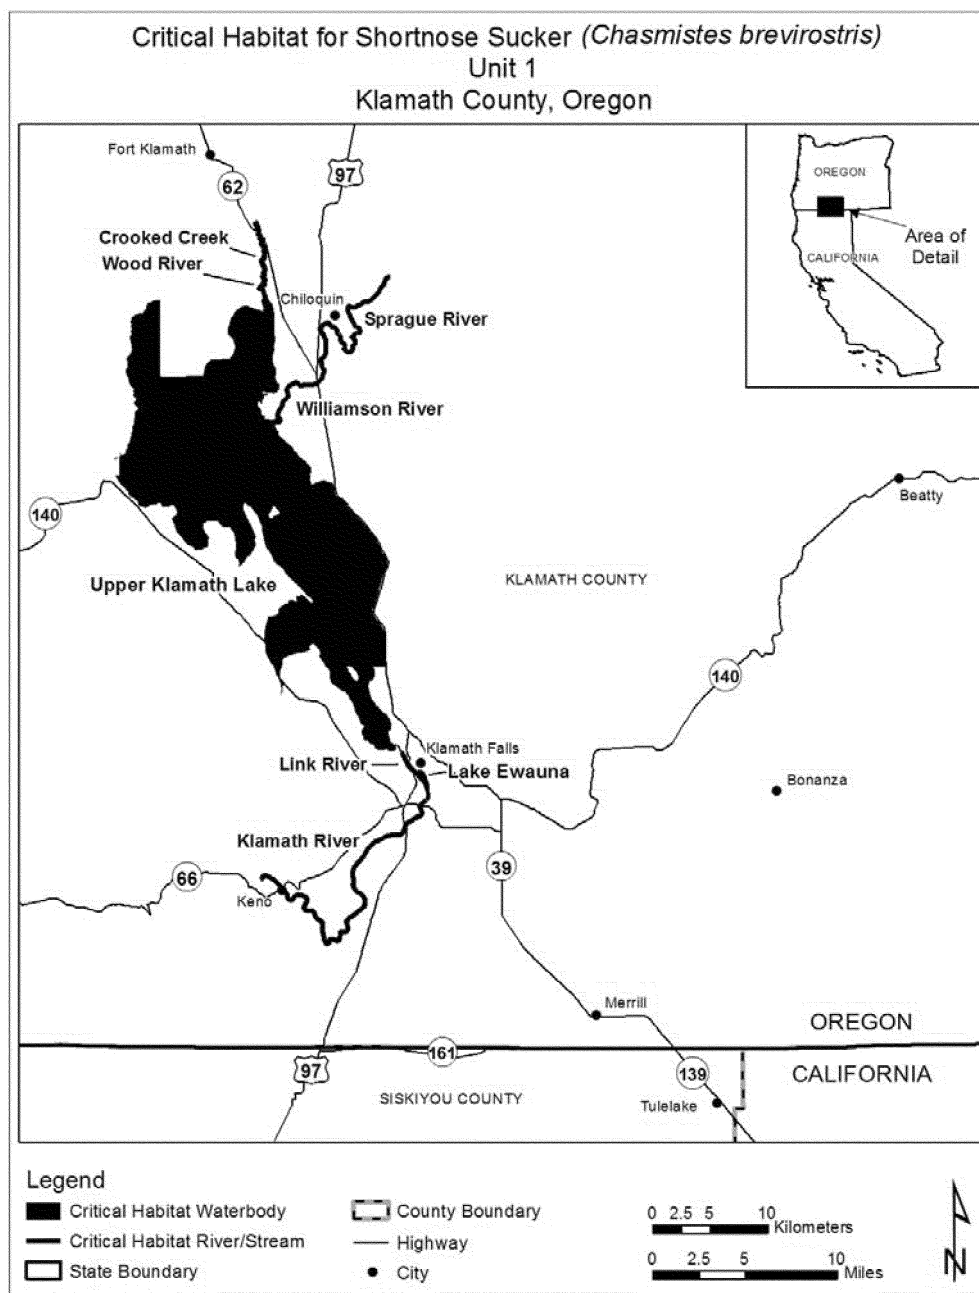 Critical Habitat for Shortnose Sucker (Chasmistes brevirostris)
Unit 1
Klamath County, Oregon
Fort Klamath
97
62
OREGON
Crooked Creek
Wood River
Area of
Detail
CALIFORNIA
Chiloquin
Sprague River
Williamson River
140
Beatty
Upper Klamath Lake
KLAMATH COUNTY
140
Klamath Falls
Link River
Lake Ewauna
Bonanza
Klamath River
39
66
Keno
Merrill
OREGON
161
97
139
CALIFORNIA
SISKIYOU COUNTY
Tulelake
Legend
Critical Habitat Waterbody
Critical Habitat River/Stream
State Boundary
County Boundary
Highway
City
0 2.5 5 10
Kilometers
0 2.5 5 10
Miles
N